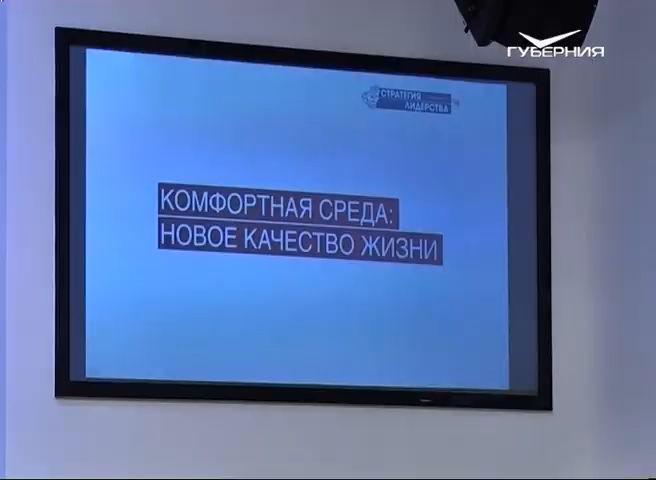 ГУБЕРНИЯ
СТРАТЕГИЯ
ЛИДЕРСТВА
КОМФОРТНАЯ СРЕДА:
НОВОЕ КАЧЕСТВО ЖИЗНИ